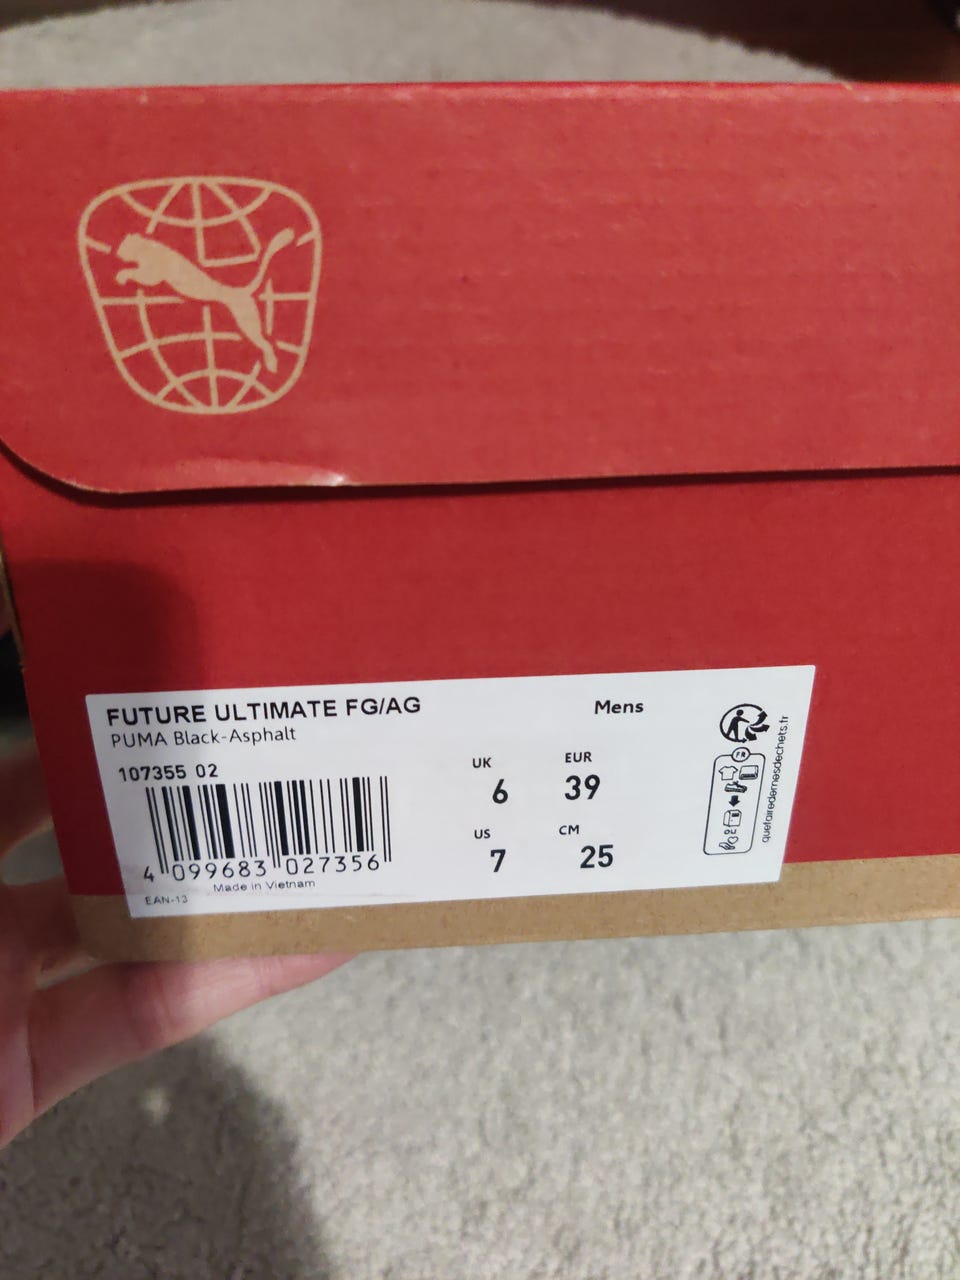 FUTURE ULTIMATE FG/AG
Mens
PUMA Black-Asphalt
107355 02
4 099683 027356
Made in Vietnam
EAN-13
UK
6
EUR
39
US
7
CM
25
FR
quefairedemesdechets.fr